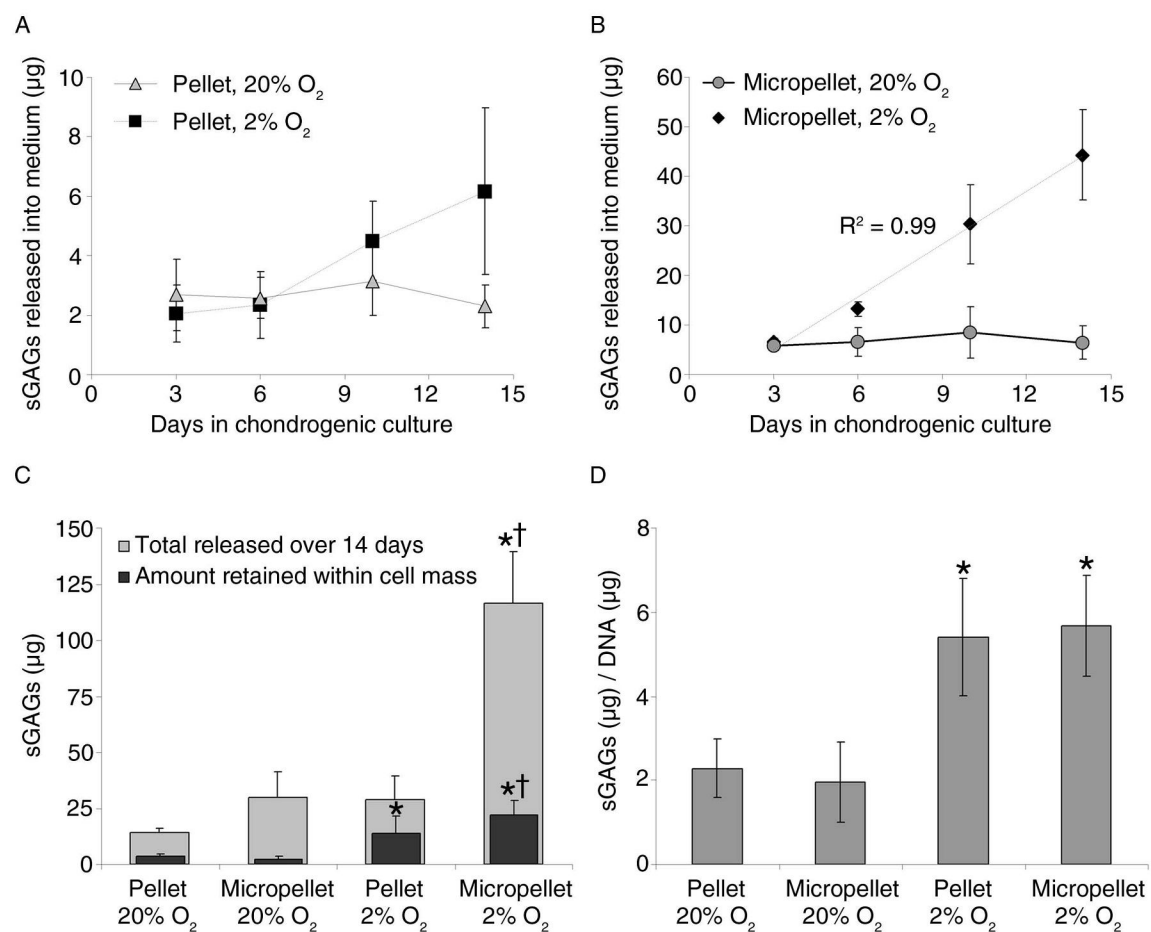 A
sGAGs released into medium (µg)
10
8
6
4
2
0
Pellet, 20% O₂
Pellet, 2% O₂
0 3 6 9 12 15
Days in chondrogenic culture
B
sGAGs released into medium (µg)
60
50
40
30
20
10
0
Micropellet, 20% O₂
Micropellet, 2% O₂
R² = 0.99
0 3 6 9 12 15
Days in chondrogenic culture
C
sGAGs (µg)
150
125
100
75
50
25
0
Total released over 14 days
Amount retained within cell mass
*†
*
*†
Pellet Micropellet Pellet Micropellet
20% O₂ 20% O₂ 2% O₂ 2% O₂
D
sGAGs (µg) / DNA (µg)
8
6
4
2
0
* *
Pellet Micropellet Pellet Micropellet
20% O₂ 20% O₂ 2% O₂ 2% O₂